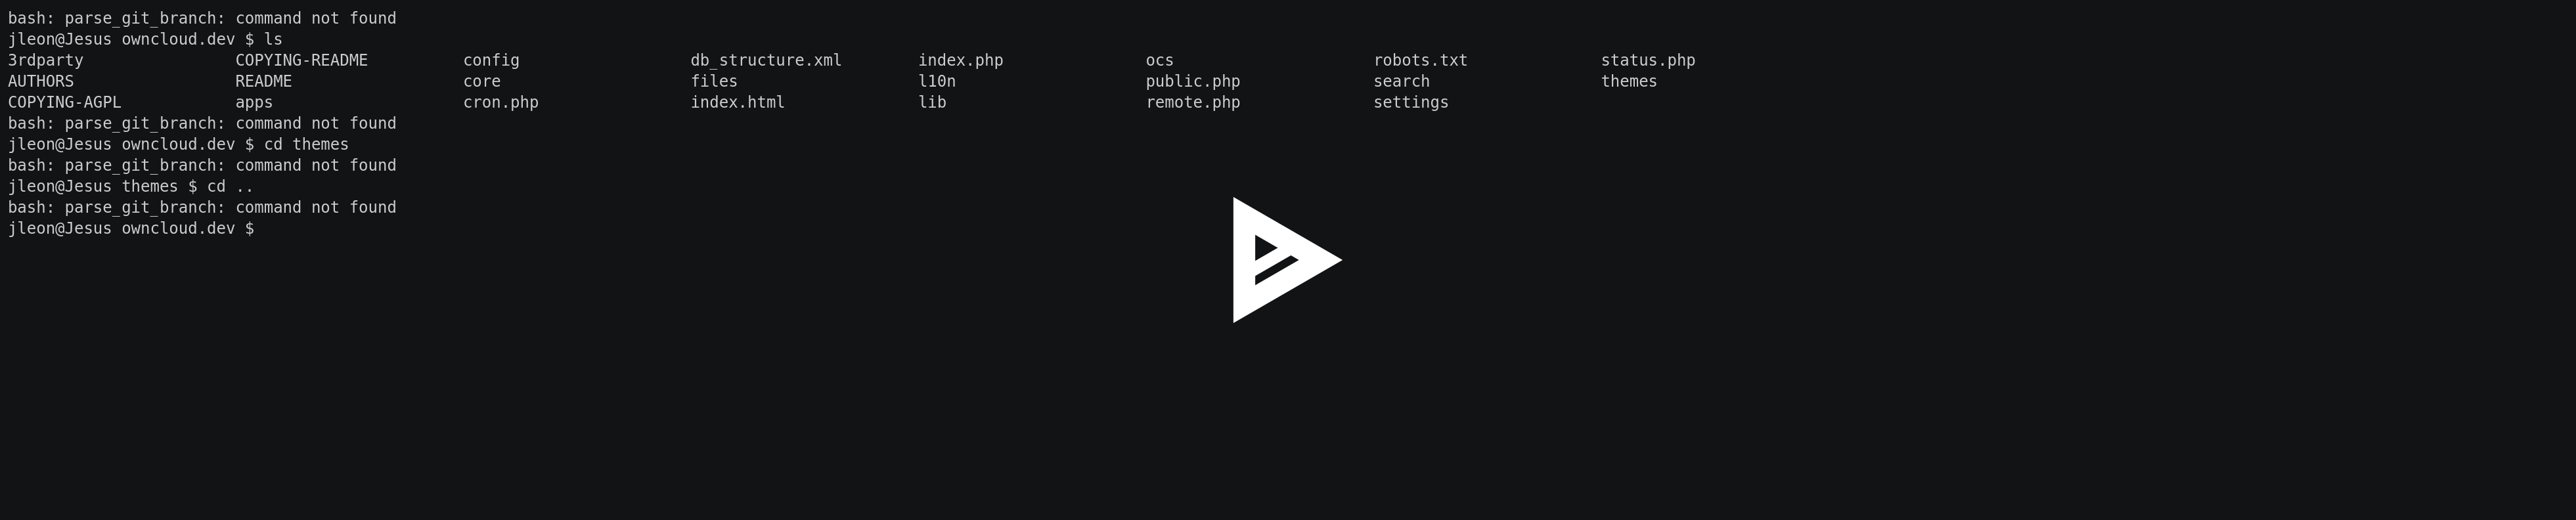 bash: parse_git_branch: command not found
jleon@Jesus owncloud.dev $ ls
3rdparty                COPYING-README          config                  db_structure.xml        index.php               ocs                     robots.txt              status.php
AUTHORS                 README                  core                    files                   l10n                    public.php              search                  themes
COPYING-AGPL            apps                    cron.php                index.html              lib                     remote.php              settings
bash: parse_git_branch: command not found
jleon@Jesus owncloud.dev $ cd themes
bash: parse_git_branch: command not found
jleon@Jesus themes $ cd ..
bash: parse_git_branch: command not found
jleon@Jesus owncloud.dev $